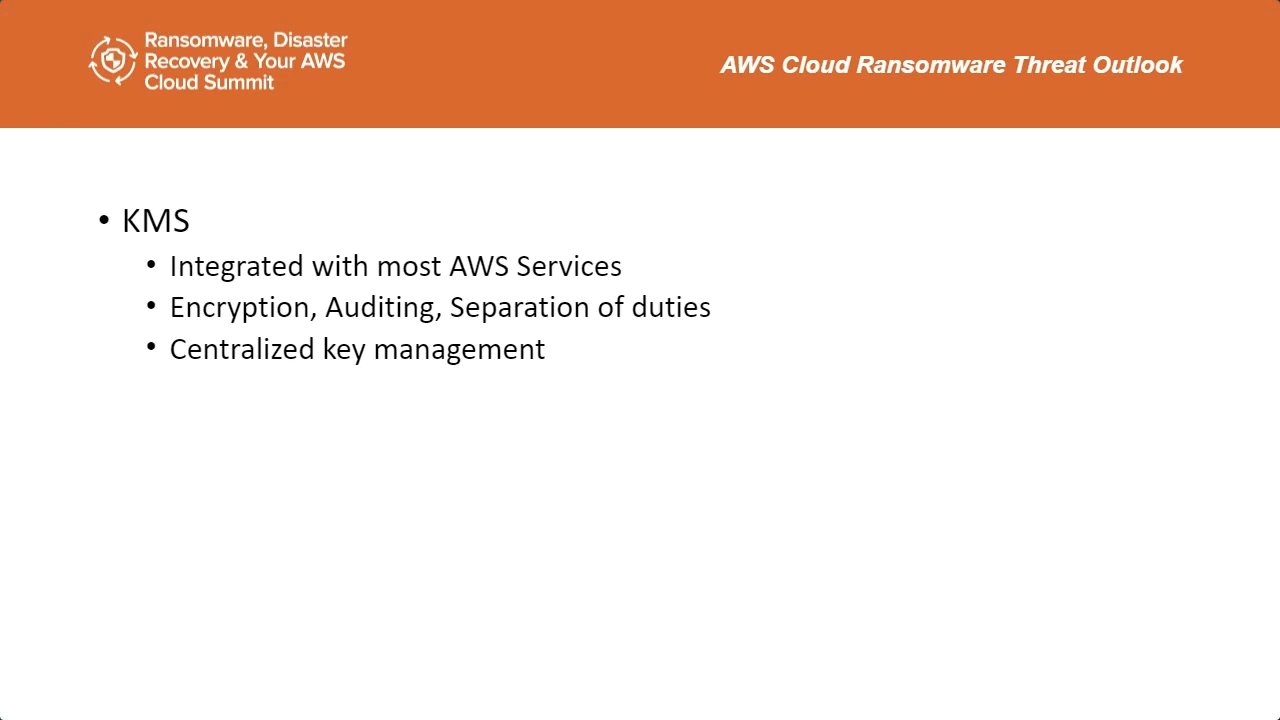 Ransomware, Disaster
Recovery & Your AWS
Cloud Summit
AWS Cloud Ransomware Threat Outlook
• KMS
• Integrated with most AWS Services
• Encryption, Auditing, Separation of duties
• Centralized key management